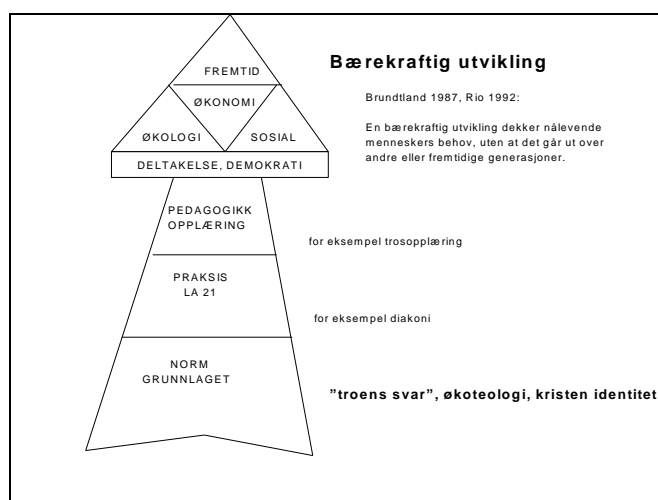 Bærekraftig utvikling
FREMTID
ØKONOMI
Brundtland 1987, Rio 1992:
ØKOLOGI
SOSIAL
En bærekraftig utvikling dekker nålevende
menneskers behov, uten at det går ut over
andre eller fremtidige generasjoner.
DELTAKELSE, DEMOKRATI
PEDAGOGIKK
OPPLÆRING
for eksempel trosopplæring
PRAKSIS
LA 21
for eksempel diakoni
NORM
GRUNNLAGET
”troens svar”, økoteologi, kristen identitet